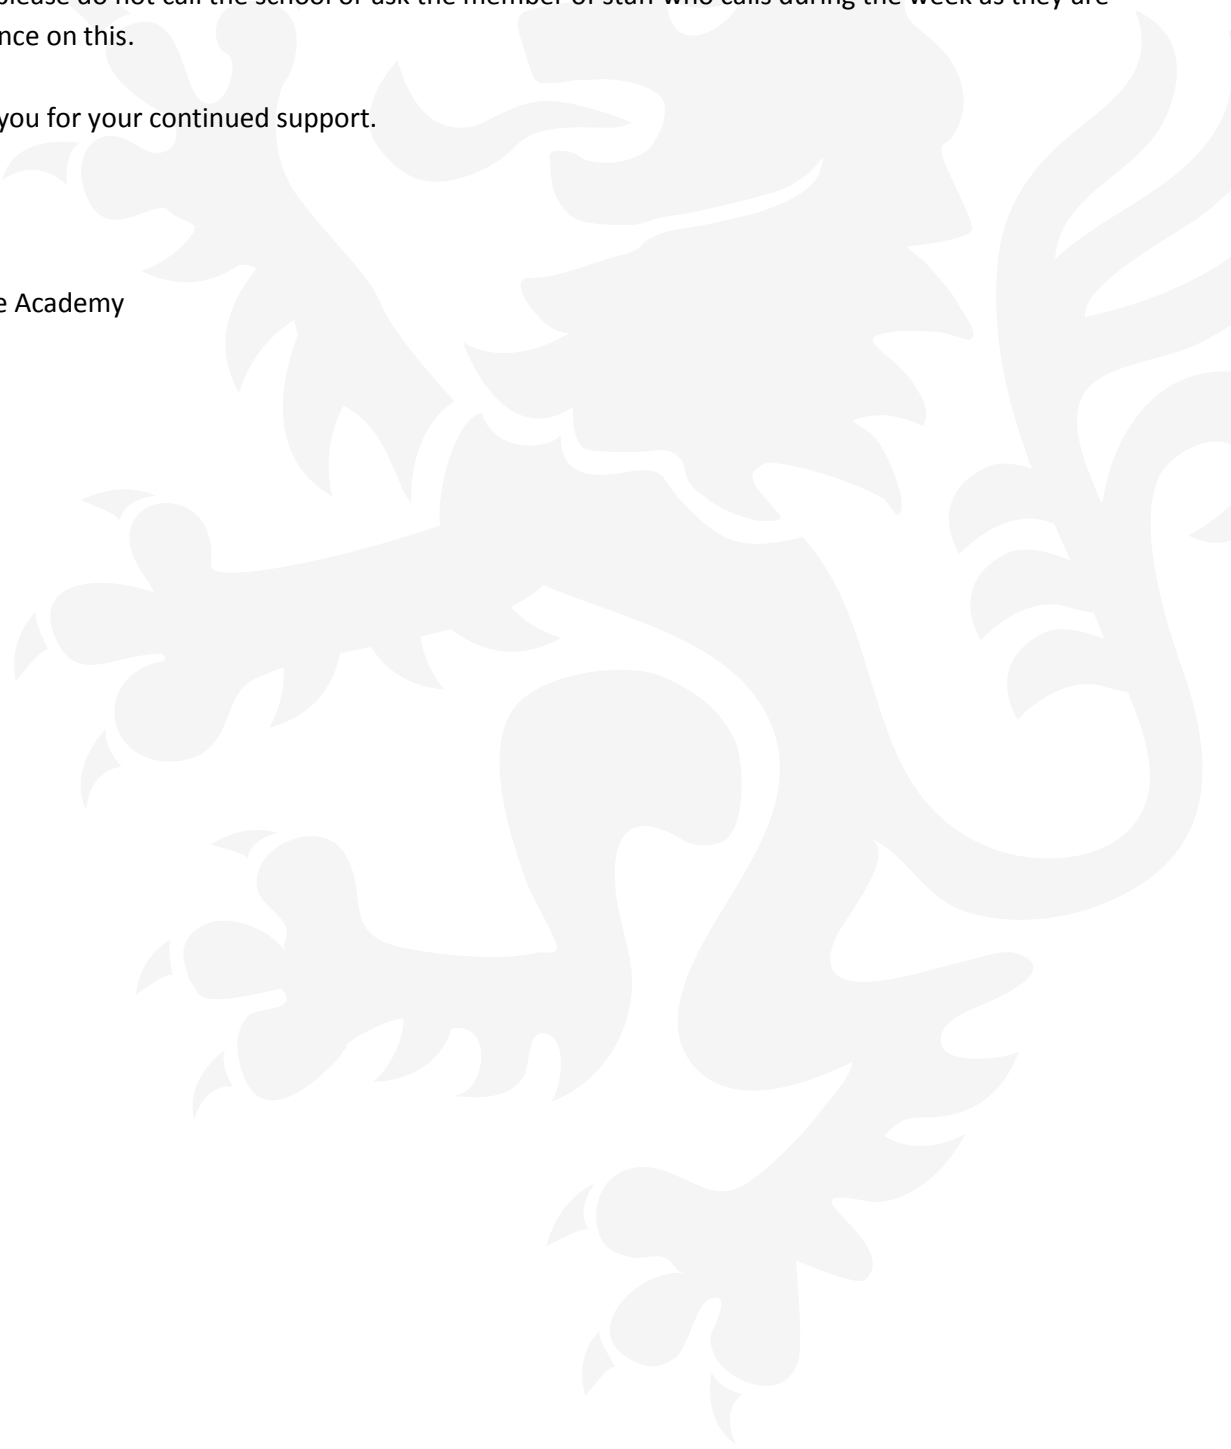 please do not call the school or ask the member of staff who calls during the week as they are
nce on this.
you for your continued support.
e Academy